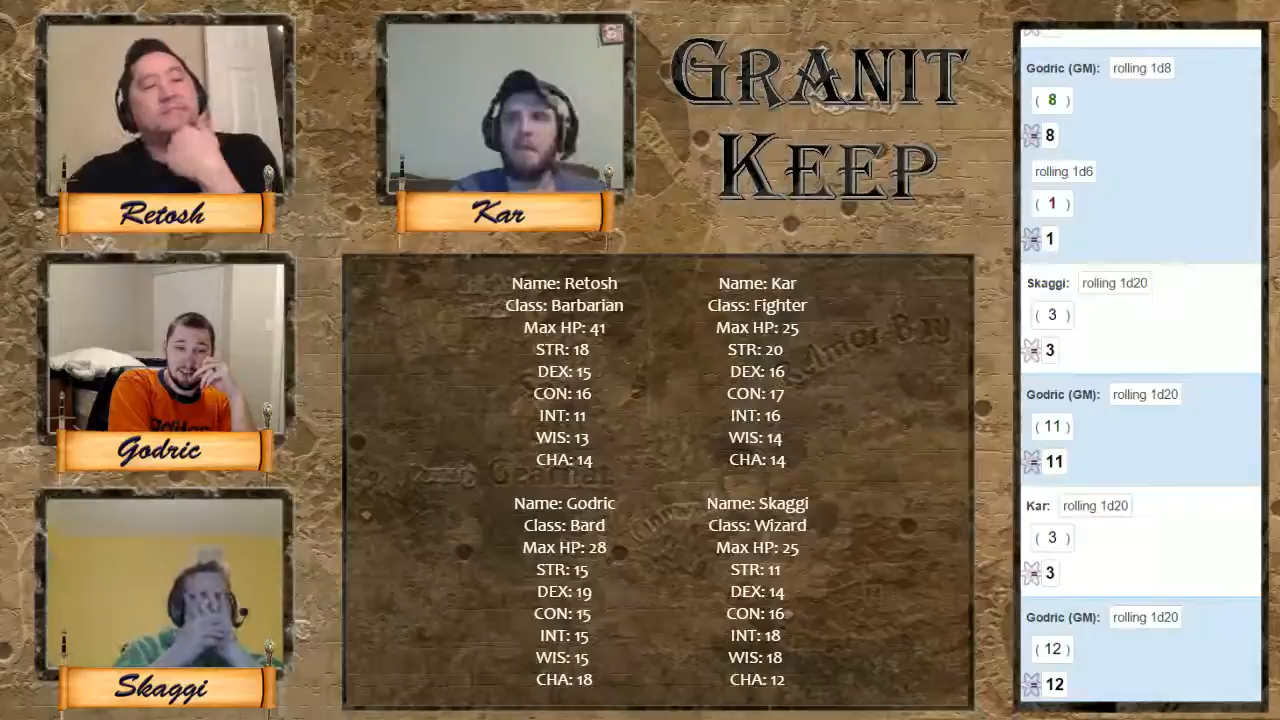 GRANIT
KEEP
Retosh
Kar
Godric
Skaggi
Name: Retosh
Class: Barbarian
Max HP: 41
STR: 18
DEX: 15
CON: 16
INT: 11
WIS: 13
CHA: 14
Name: Kar
Class: Fighter
Max HP: 25
STR: 20
DEX: 16
CON: 17
INT: 16
WIS: 14
CHA: 14
Name: Godric
Class: Bard
Max HP: 28
STR: 15
DEX: 19
CON: 15
INT: 15
WIS: 15
CHA: 18
Name: Skaggi
Class: Wizard
Max HP: 25
STR: 11
DEX: 14
CON: 16
INT: 18
WIS: 18
CHA: 12
Godric (GM): rolling 1d8
( 8 )
= 8
rolling 1d6
( 1 )
= 1
Skaggi: rolling 1d20
( 3 )
= 3
Godric (GM): rolling 1d20
( 11 )
= 11
Kar: rolling 1d20
( 3 )
= 3
Godric (GM): rolling 1d20
( 12 )
= 12